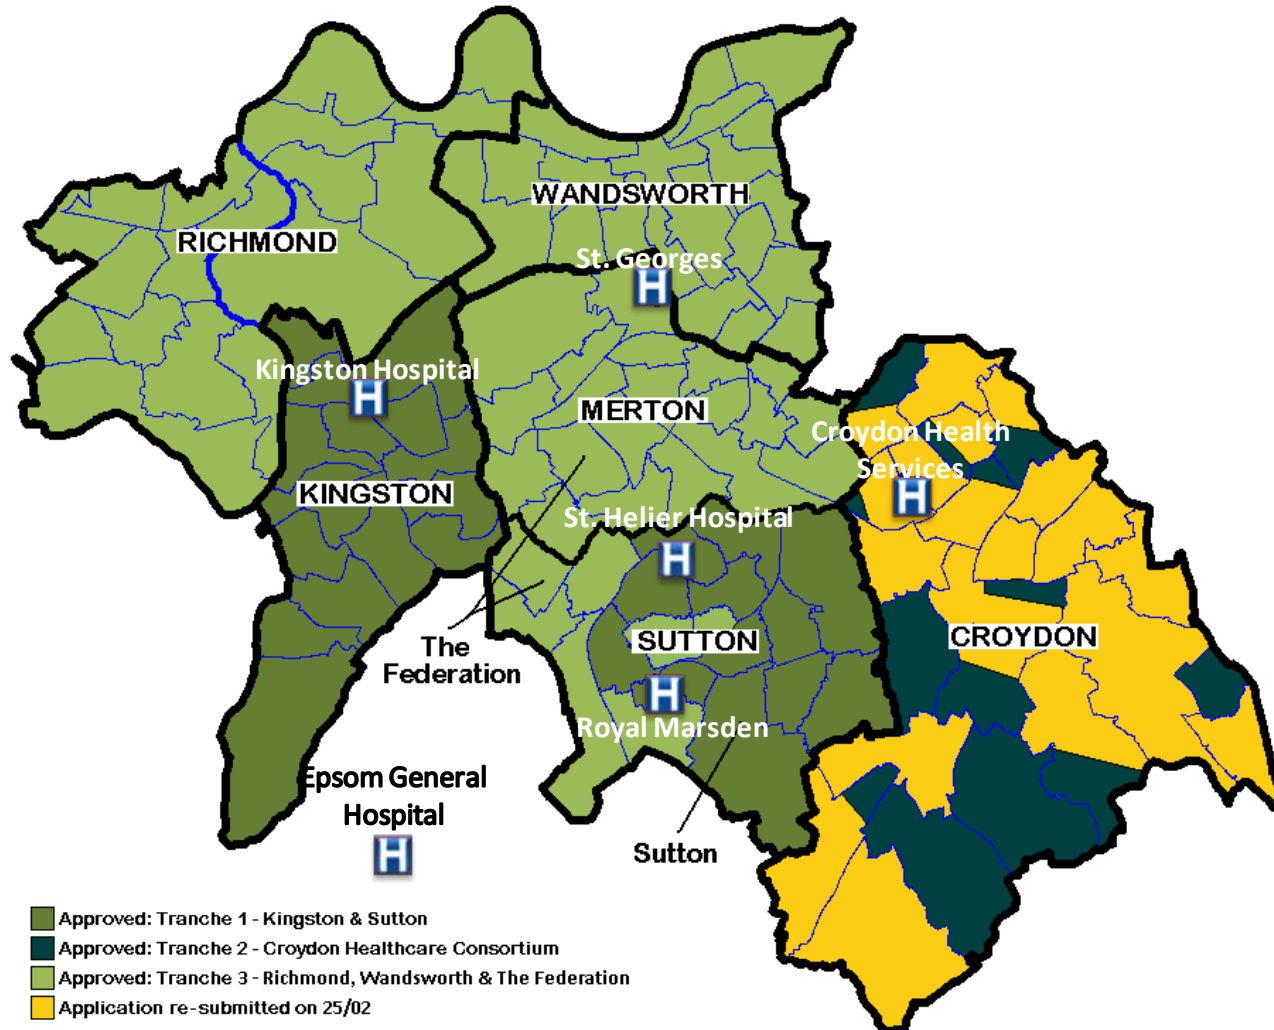 WANDSWORTH
RICHMOND
St. Georges
H
Kingston Hospital
H
MERTON
Croydon Health
Services
H
KINGSTON
St. Helier Hospital
H
The
Federation
SUTTON
CROYDON
H
Royal Marsden
Epsom General
Hospital
H
Sutton
Approved: Tranche 1 - Kingston & Sutton
Approved: Tranche 2 - Croydon Healthcare Consortium
Approved: Tranche 3 - Richmond, Wandsworth & The Federation
Application re-submitted on 25/02